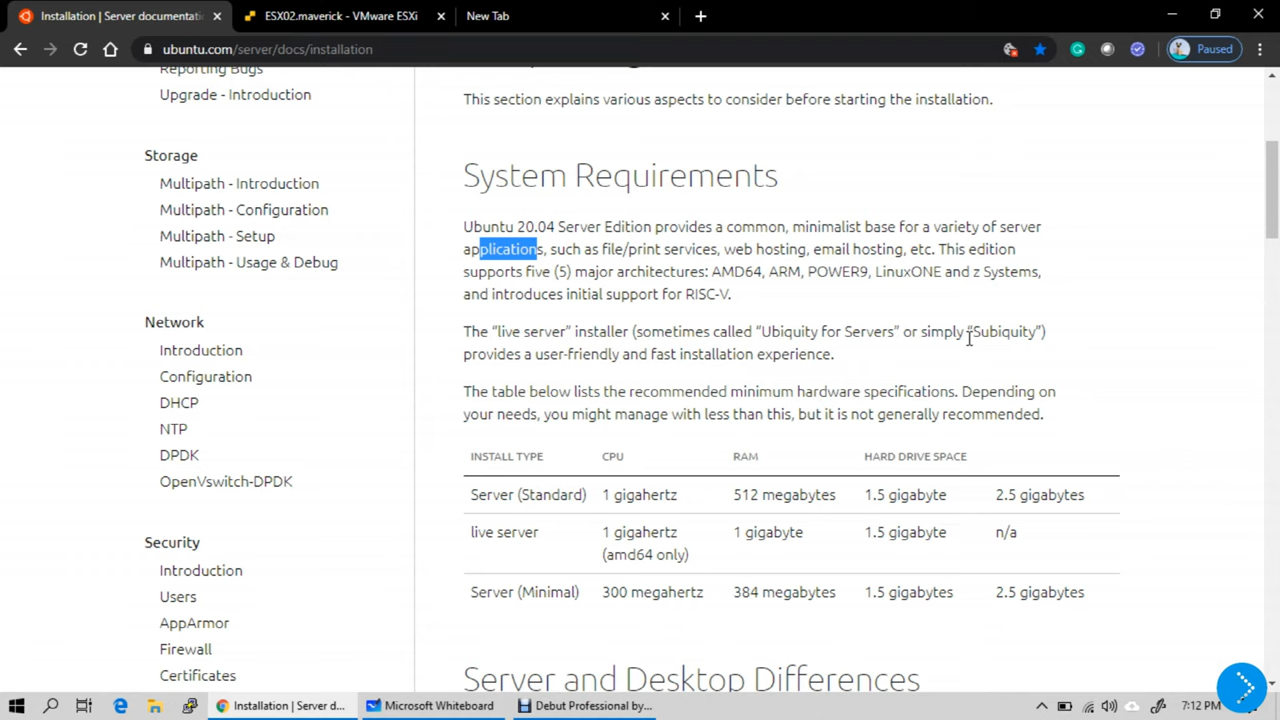 Installation | Server documentati
ESX02.maverick - VMware ESXi
New Tab
ubuntu.com/server/docs/installation
Paused
Reporting Bugs
Upgrade - Introduction
Storage
Multipath - Introduction
Multipath - Configuration
Multipath - Setup
Multipath - Usage & Debug
Network
Introduction
Configuration
DHCP
NTP
DPDK
OpenVswitch-DPDK
Security
Introduction
Users
AppArmor
Firewall
Certificates
This section explains various aspects to consider before starting the installation.
System Requirements
Ubuntu 20.04 Server Edition provides a common, minimalist base for a variety of server
applications, such as file/print services, web hosting, email hosting, etc. This edition
supports five (5) major architectures: AMD64, ARM, POWER9, LinuxONE and z Systems,
and introduces initial support for RISC-V.
The “live server” installer (sometimes called “Ubiquity for Servers” or simply “Subiquity”)
provides a user-friendly and fast installation experience.
The table below lists the recommended minimum hardware specifications. Depending on
your needs, you might manage with less than this, but it is not generally recommended.
INSTALL TYPE CPU RAM HARD DRIVE SPACE
Server (Standard) 1 gigahertz 512 megabytes 1.5 gigabyte 2.5 gigabytes
live server 1 gigahertz 1 gigabyte 1.5 gigabyte n/a
(amd64 only)
Server (Minimal) 300 megahertz 384 megabytes 1.5 gigabytes 2.5 gigabytes
Server and Desktop Differences
Installation | Server d...
Microsoft Whiteboard
Debut Professional by...
7:12 PM